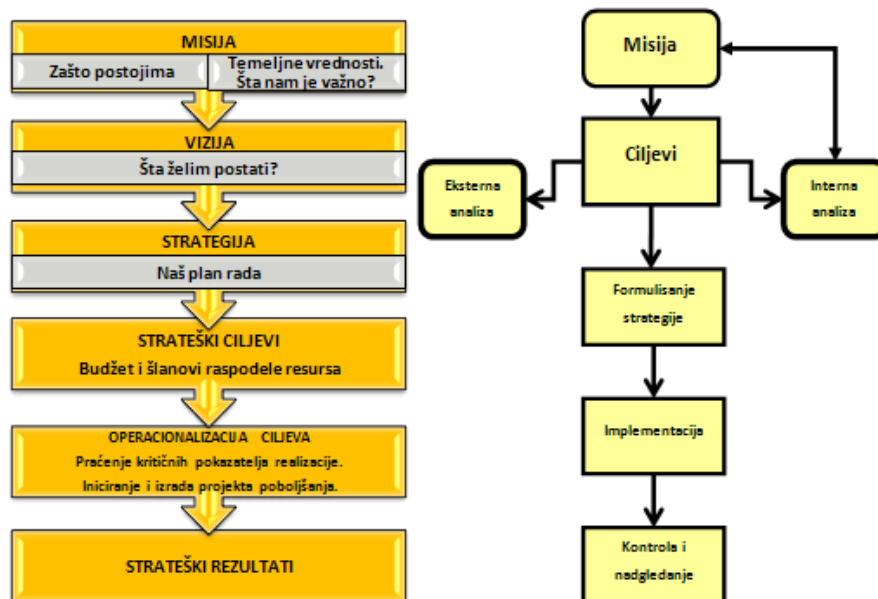 MISIJA
Zašto postojima
Temeljne vrednosti.
Šta nam je važno?
VIZIJA
Šta želim postati?
STRATEGIJA
Naš plan rada
STRATEŠKI CILJEVI
Budžet i šlanovi raspodele resursa
OPERACIONALIZACIJA CILJEVA
Praćenje kritičnih pokazatelja realizacije.
Iniciranje i izrada projekta poboljšanja.
STRATEŠKI REZULTATI
Misija
Ciljevi
Eksterna
analiza
Interna
analiza
Formulisanje
strategije
Implementacija
Kontrola i
nadgledanje